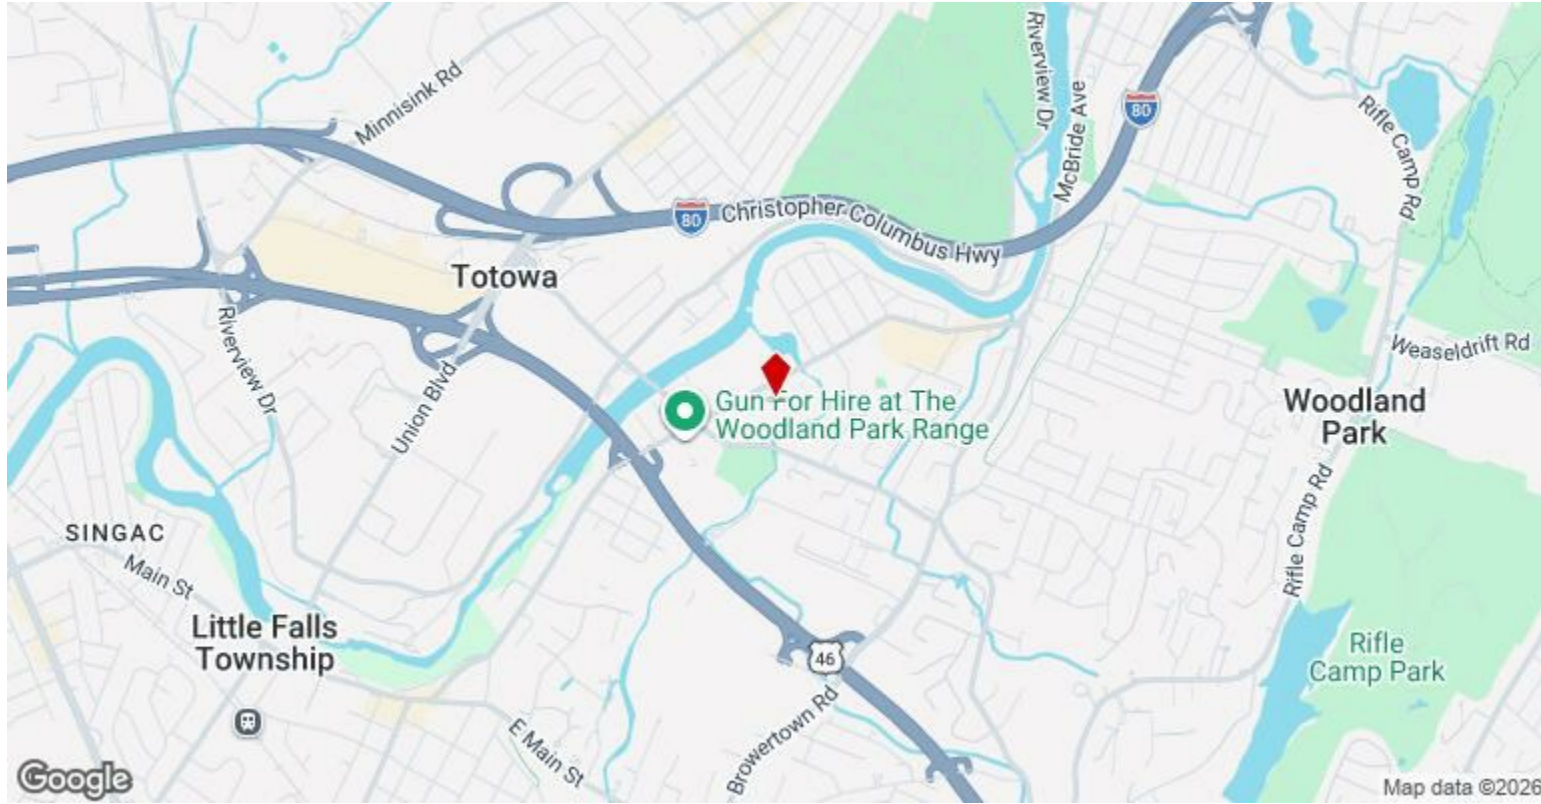 Riverview Dr
McBride Ave
80
Minnisink Rd
Rifle Camp Rd
80
Christopher Columbus Hwy
Totowa
Riverview Dr
Union Blvd
Weaseldrift Rd
Gun For Hire at The
Woodland Park Range
Woodland
Park
SINGAC
Main St
Rifle Camp Rd
Little Falls
Township
46
Rifle
Camp Park
E Main St
Browertown Rd
Google
Map data ©2026